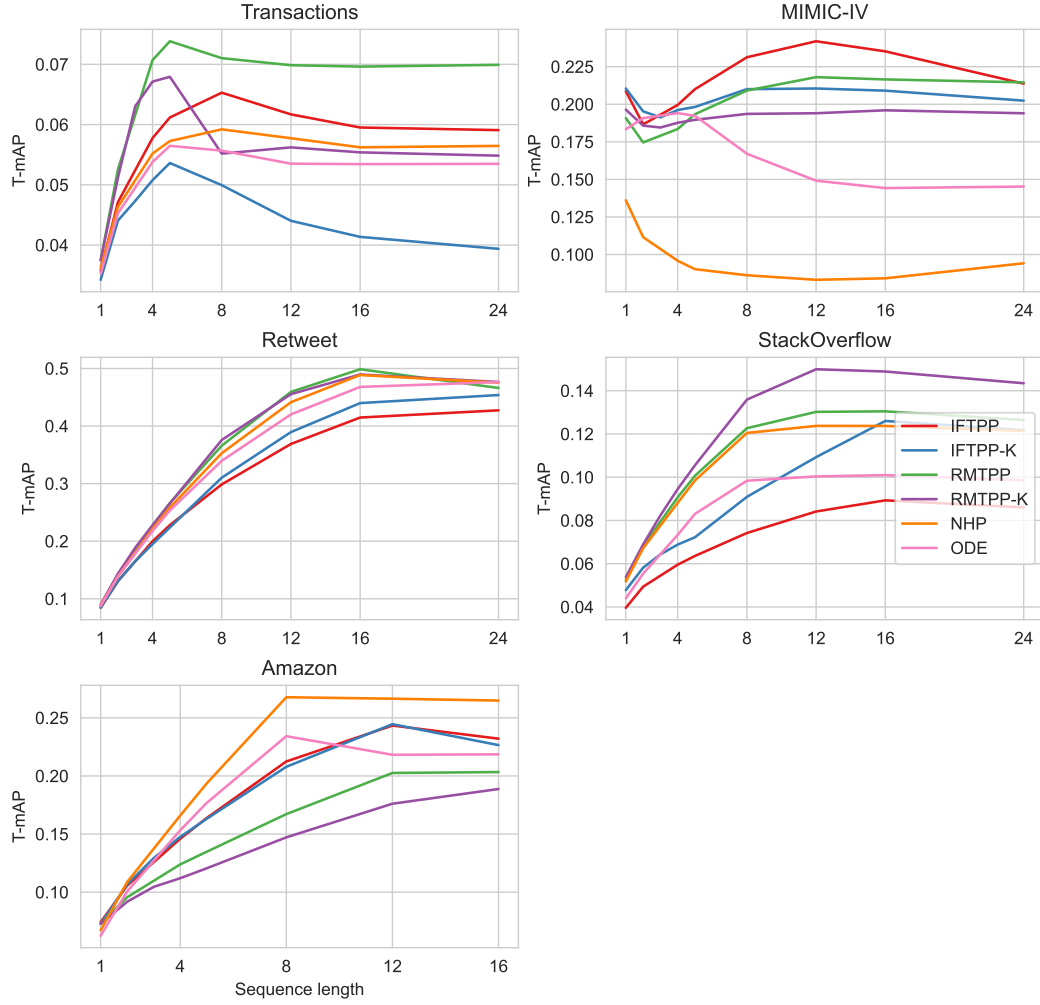 Transactions
T-mAP
0.07
0.06
0.05
0.04
1 4 8 12 16 24
MIMIC-IV
T-mAP
0.225
0.200
0.175
0.150
0.125
0.100
1 4 8 12 16 24
Retweet
T-mAP
0.5
0.4
0.3
0.2
0.1
1 4 8 12 16 24
StackOverflow
T-mAP
0.14
0.12
0.10
0.08
0.06
0.04
IFTPP
IFTPP-K
RMTPP
RMTPP-K
NHP
ODE
1 4 8 12 16 24
Amazon
T-mAP
0.25
0.20
0.15
0.10
1 4 8 12 16
Sequence length